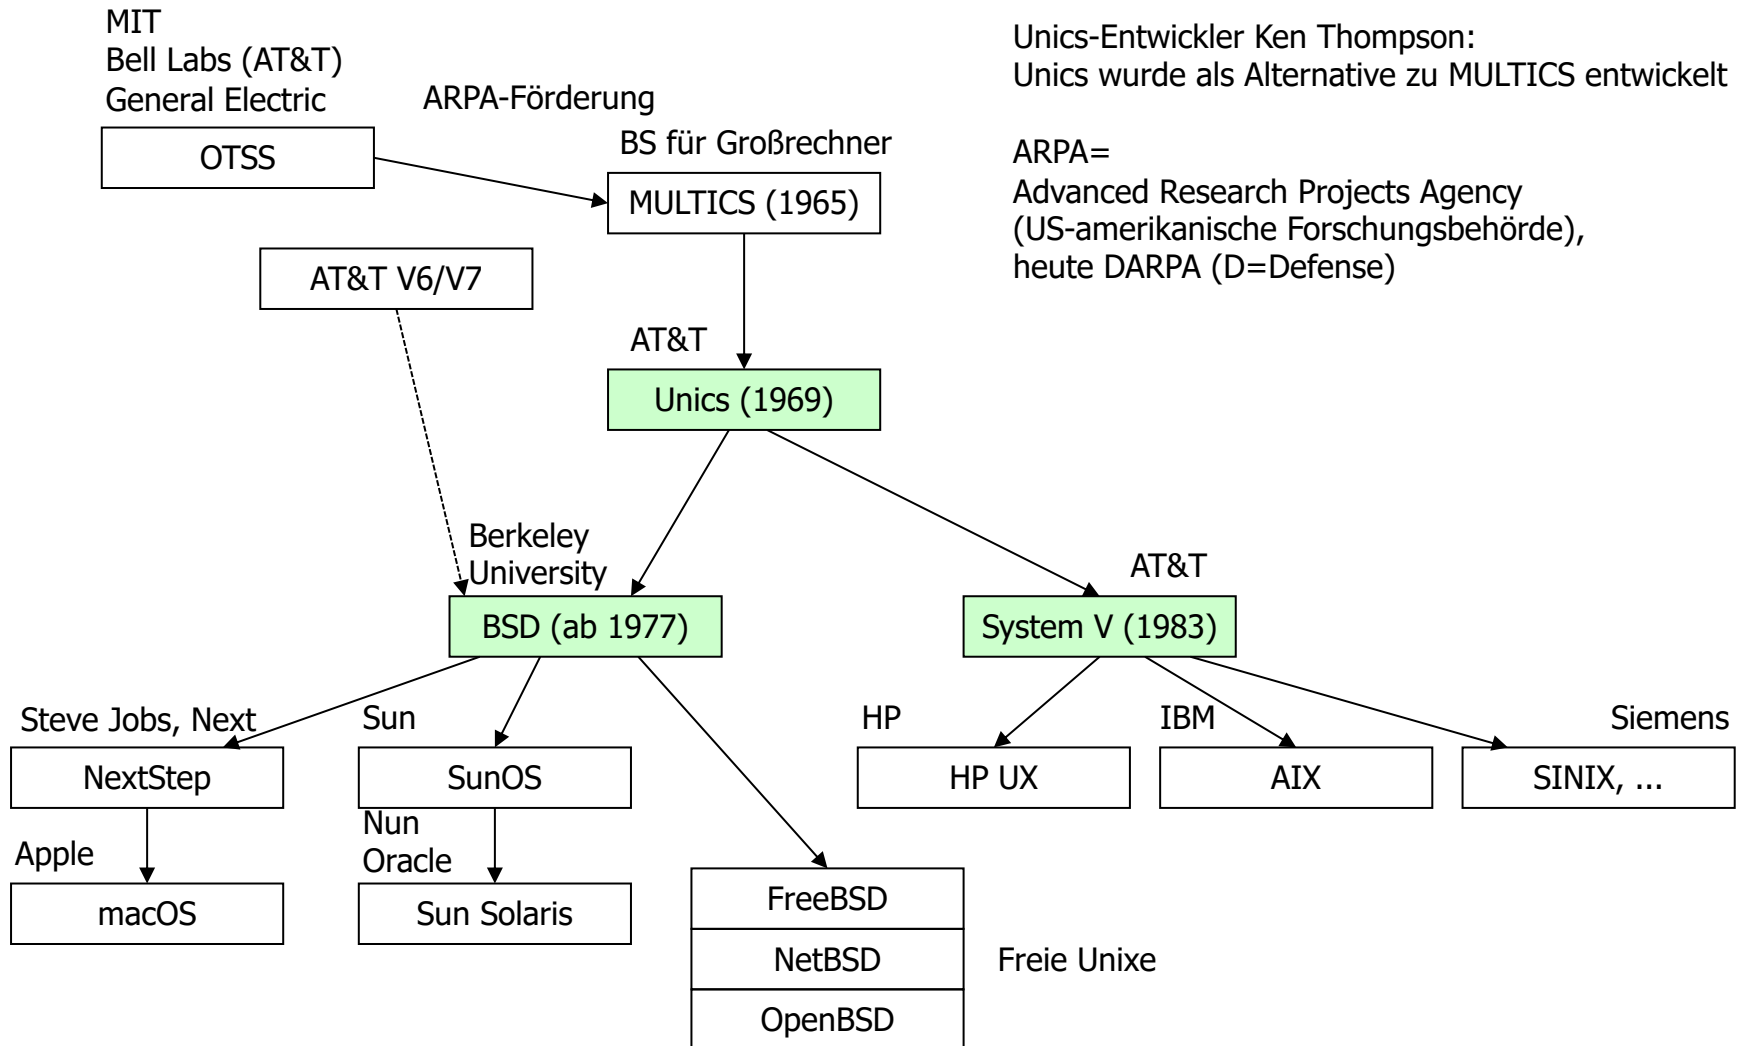 MIT
Bell Labs (AT&T)
General Electric
ARPA-Förderung
OTSS
BS für Großrechner
MULTICS (1965)
Unics-Entwickler Ken Thompson:
Unics wurde als Alternative zu MULTICS entwickelt
ARPA=
Advanced Research Projects Agency
(US-amerikanische Forschungsbehörde),
heute DARPA (D=Defense)
AT&T V6/V7
AT&T
Unics (1969)
Berkeley
University
BSD (ab 1977)
AT&T
System V (1983)
Steve Jobs, Next
NextStep
Sun
SunOS
HP
HP UX
IBM
AIX
Siemens
SINIX, ...
Apple
macOS
Nun
Oracle
Sun Solaris
FreeBSD
NetBSD
OpenBSD
Freie Unixe